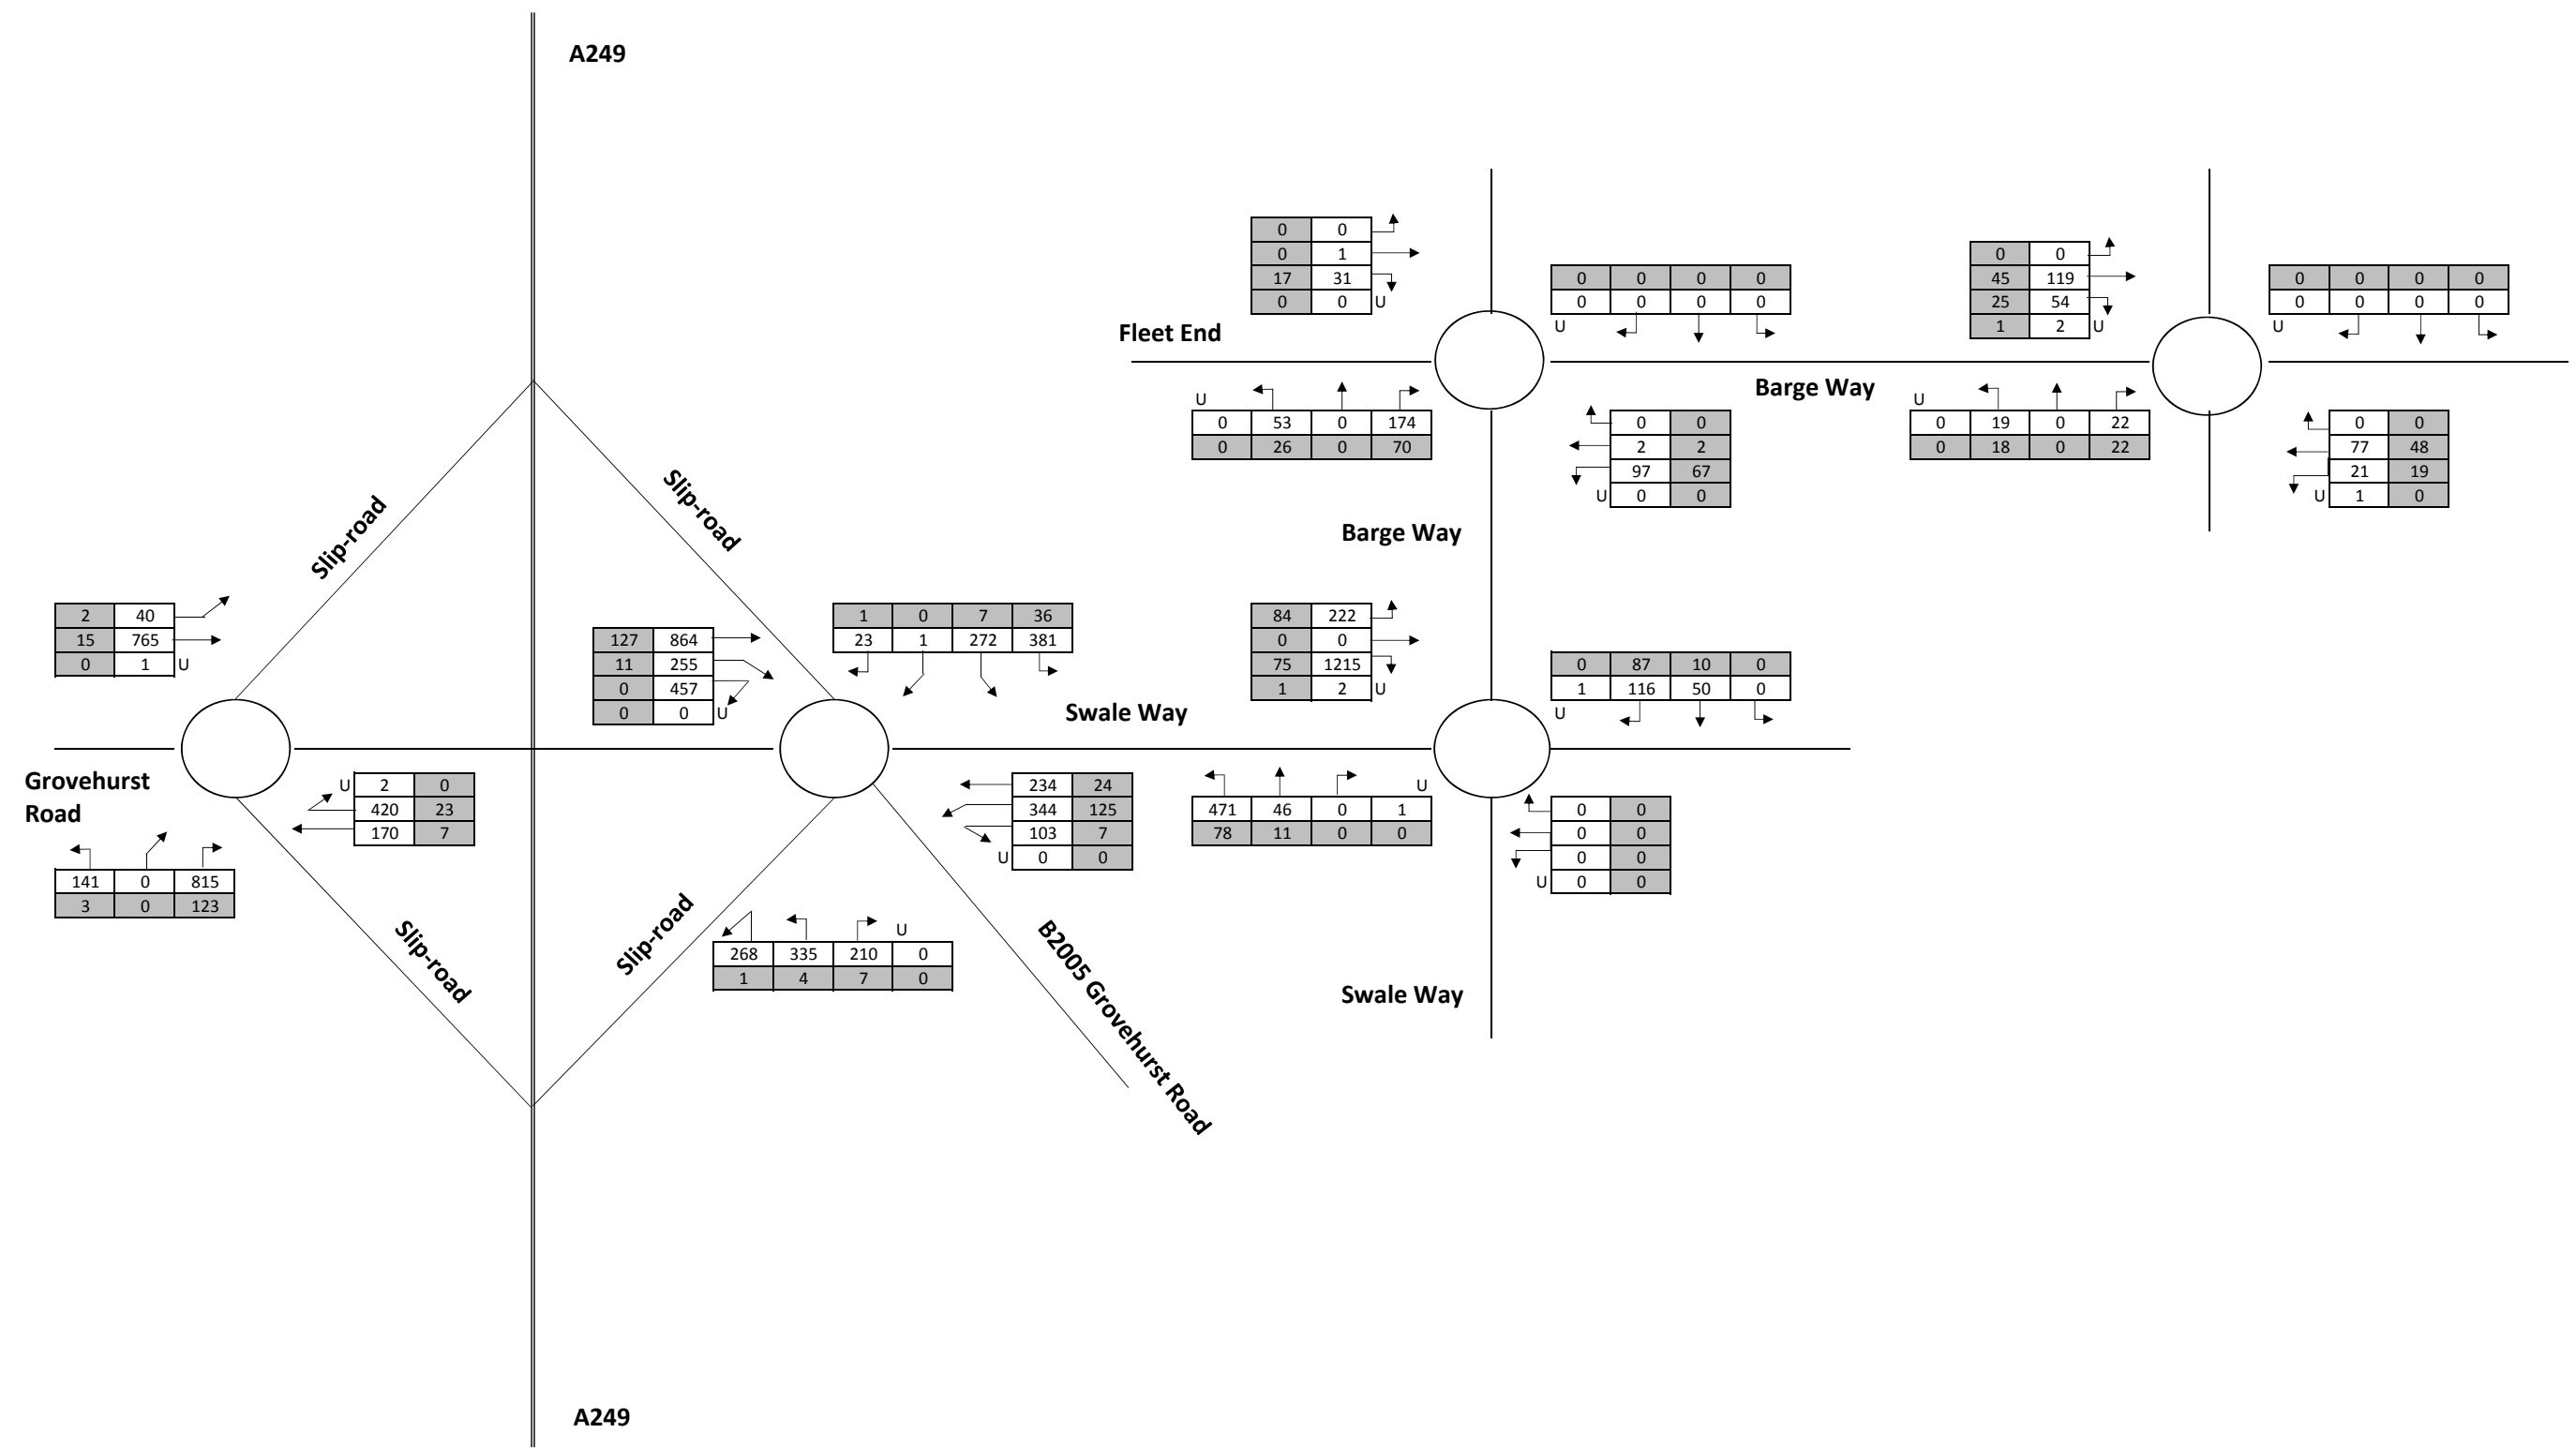 A249
0 0
0 1
17 31
0 0 U
0 0 0 0
0 0 0 0
U
0 0
45 119
25 54
1 2 U
0 0 0 0
0 0 0 0
U
Fleet End
Barge Way
U
0 53 0 174
0 26 0 70
0 0
2 2
97 67
U 0 0
U
0 19 0 22
0 18 0 22
0 0
77 48
21 19
U 1 0
Slip-road
Slip-road
Barge Way
2 40
15 765
0 1 U
127 864
11 255
0 457
0 0 U
1 0 7 36
23 1 272 381
84 222
0 0
75 1215
1 2 U
0 87 10 0
1 116 50 0
U
Swale Way
Grovehurst
Road
U 2 0
420 23
170 7
234 24
344 125
103 7
U 0 0
U
471 46 0 1
78 11 0 0
0 0
0 0
0 0
U 0 0
141 0 815
3 0 123
Slip-road
Slip-road
U
268 335 210 0
1 4 7 0
B2005 Grovehurst Road
Swale Way
A249